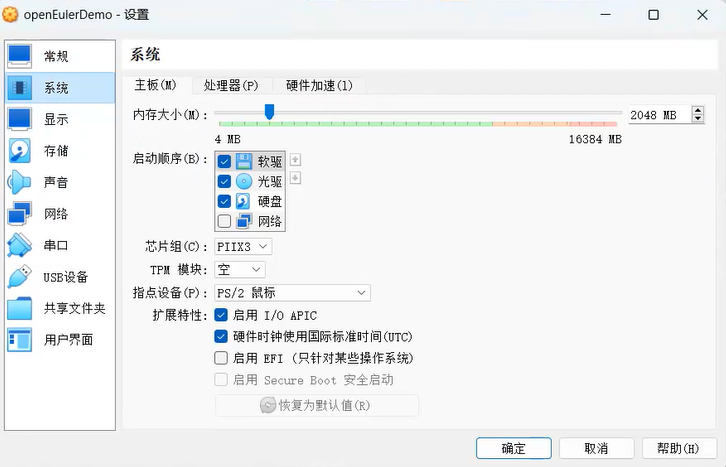 openEulerDemo - 设置
常规
系统
显示
存储
声音
网络
串口
USB设备
共享文件夹
用户界面
系统
主板(M) 处理器(P) 硬件加速(l)
内存大小(M): 2048 MB
4 MB 16384 MB
启动顺序(B): 软驱
光驱
硬盘
网络
芯片组(C): PIIX3
TPM 模块: 空
指点设备(P): PS/2 鼠标
扩展特性: 启用 I/O APIC
硬件时钟使用国际标准时间(UTC)
启用 EFI (只针对某些操作系统)
启用 Secure Boot 安全启动
恢复为默认值(R)
确定 取消 帮助(H)